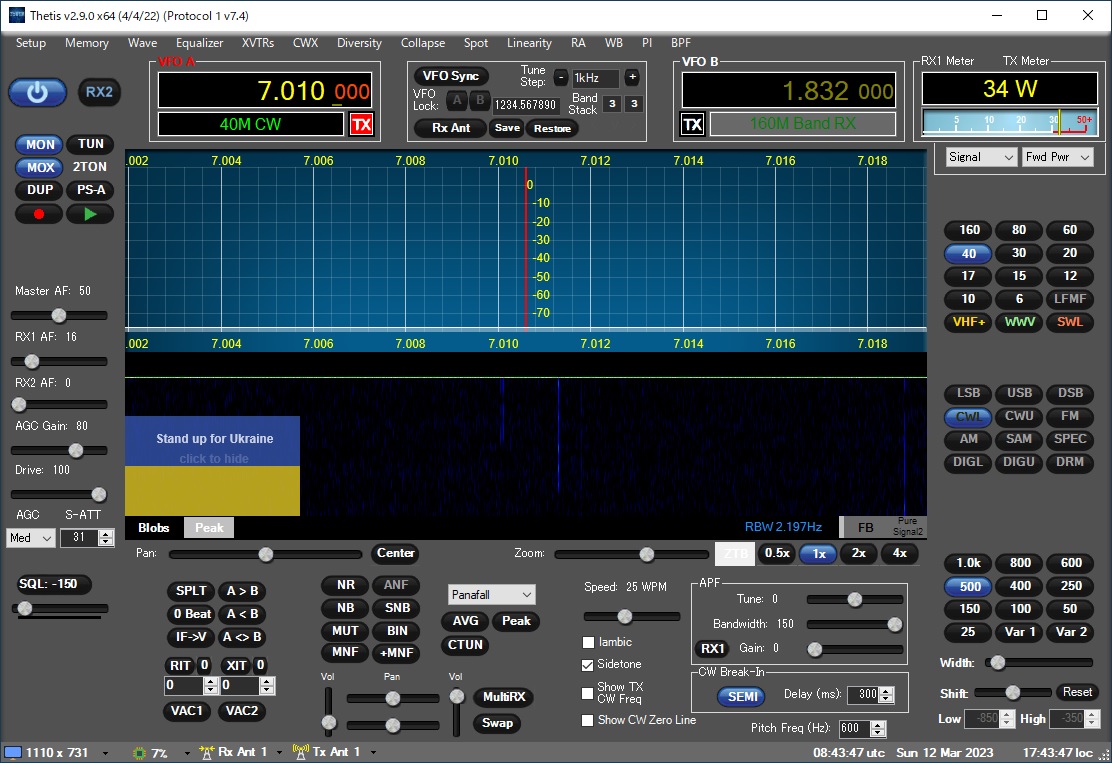 Thetis v2.9.0 x64 (4/4/22) (Protocol 1 v7.4)
Setup Memory Wave Equalizer XVTRs CWX Diversity Collapse Spot Linearity RA WB PI BPF
VFO A
7.010 000
40M CW TX
VFO Sync Tune Step: - 1kHz +
VFO Lock: A B 1234.567890 Band Stack 3 3
Rx Ant Save Restore
VFO B
1.832 000
TX 160M Band RX
RX1 Meter TX Meter
34 W
5 10 20 30 50+
Signal Fwd Pwr
RX2
MON TUN
MOX 2TON
DUP PS-A
Master AF: 50
RX1 AF: 16
RX2 AF: 0
AGC Gain: 80
Drive: 100
AGC S-ATT
Med 31
SQL: -150
.002 7.004 7.006 7.008 7.010 7.012 7.014 7.016 7.018
0
-10
-20
-30
-40
-50
-60
-70
.002 7.004 7.006 7.008 7.010 7.012 7.014 7.016 7.018
Stand up for Ukraine
click to hide
Blobs Peak RBW 2.197Hz FB Pure Signal2
Pan: Center Zoom: ZTB 0.5x 1x 2x 4x
160 80 60
40 30 20
17 15 12
10 6 LFMF
VHF+ WWV SWL
LSB USB DSB
CWL CWU FM
AM SAM SPEC
DIGL DIGU DRM
1.0k 800 600
500 400 250
150 100 50
25 Var 1 Var 2
Width:
Shift: Reset
Low -850 High -350
SPLT A > B
0 Beat A < B
IF->V A <> B
RIT 0 XIT 0
0 0
VAC1 VAC2
NR ANF
NB SNB
MUT BIN
MNF +MNF
Vol Pan Vol
Panafall
AVG Peak
CTUN
MultiRX
Swap
Speed: 25 WPM
Iambic
Sidetone
Show TX
CW Freq
Show CW Zero Line
APF
Tune: 0
Bandwidth: 150
RX1 Gain: 0
CW Break-In
SEMI Delay (ms): 300
Pitch Freq (Hz): 600
1110 x 731 7% Rx Ant 1 Tx Ant 1 08:43:47 utc Sun 12 Mar 2023 17:43:47 loc